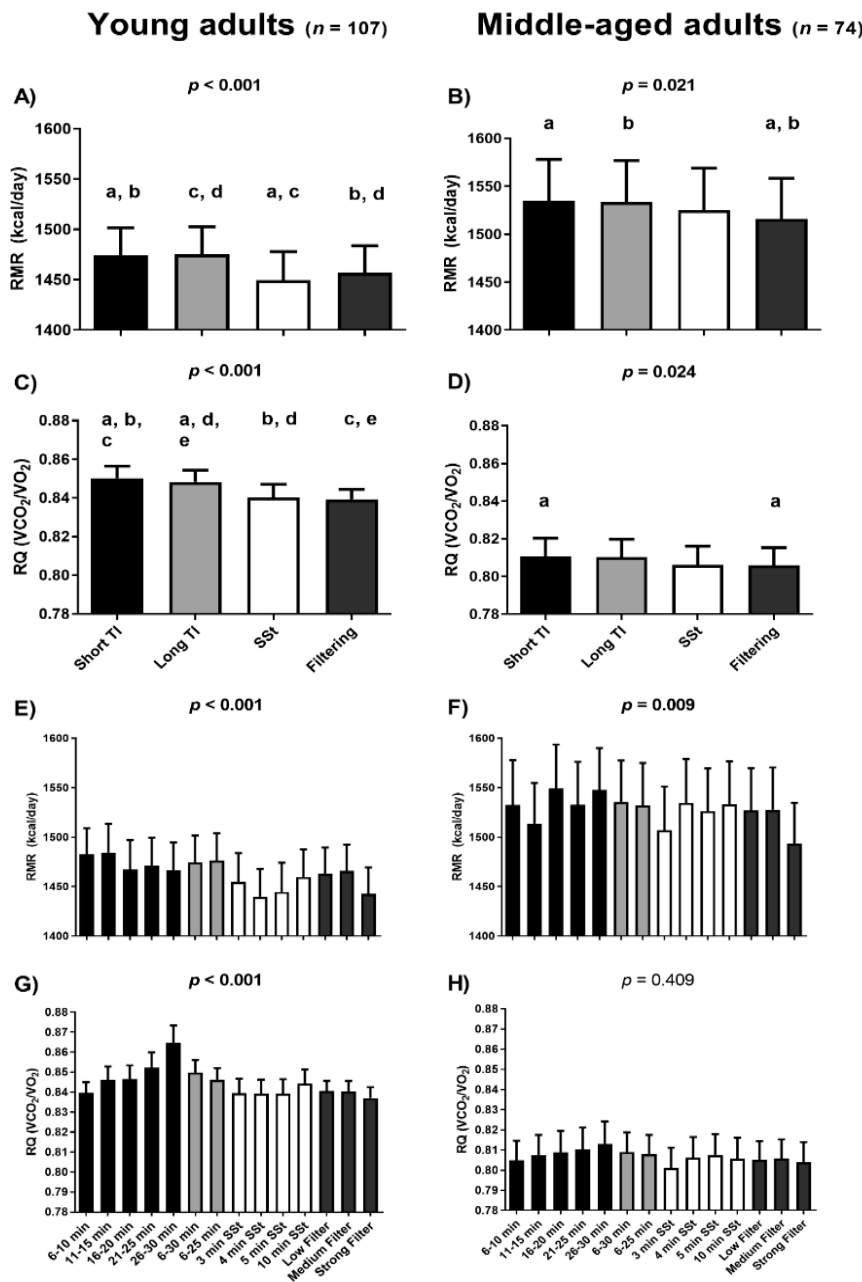 Young adults (n = 107)
Middle-aged adults (n = 74)
A)
p < 0.001
1600
1550
1500
1450
1400
RMR (kcal/day)
a, b
c, d
a, c
b, d
B)
p = 0.021
1600
1550
1500
1450
1400
RMR (kcal/day)
a
b
a, b
C)
p < 0.001
0.88
0.86
0.84
0.82
0.80
0.78
RQ (VCO2/VO2)
a, b,
c
a, d,
e
b, d
c, e
Short TI
Long TI
SSt
Filtering
D)
p = 0.024
0.88
0.86
0.84
0.82
0.80
0.78
RQ (VCO2/VO2)
a
a
Short TI
Long TI
SSt
Filtering
E)
p < 0.001
1600
1550
1500
1450
1400
RMR (kcal/day)
F)
p = 0.009
1600
1550
1500
1450
1400
RMR (kcal/day)
G)
p < 0.001
0.88
0.87
0.86
0.85
0.84
0.83
0.82
0.81
0.80
0.79
0.78
RQ (VCO2/VO2)
6-10 min
11-15 min
16-20 min
21-25 min
26-30 min
6-30 min
6-25 min
3 min SSt
4 min SSt
5 min SSt
10 min SSt
Low Filter
Medium Filter
Strong Filter
H)
p = 0.409
0.88
0.87
0.86
0.85
0.84
0.83
0.82
0.81
0.80
0.79
0.78
RQ (VCO2/VO2)
6-10 min
11-15 min
16-20 min
21-25 min
26-30 min
6-30 min
6-25 min
3 min SSt
4 min SSt
5 min SSt
10 min SSt
Low Filter
Medium Filter
Strong Filter